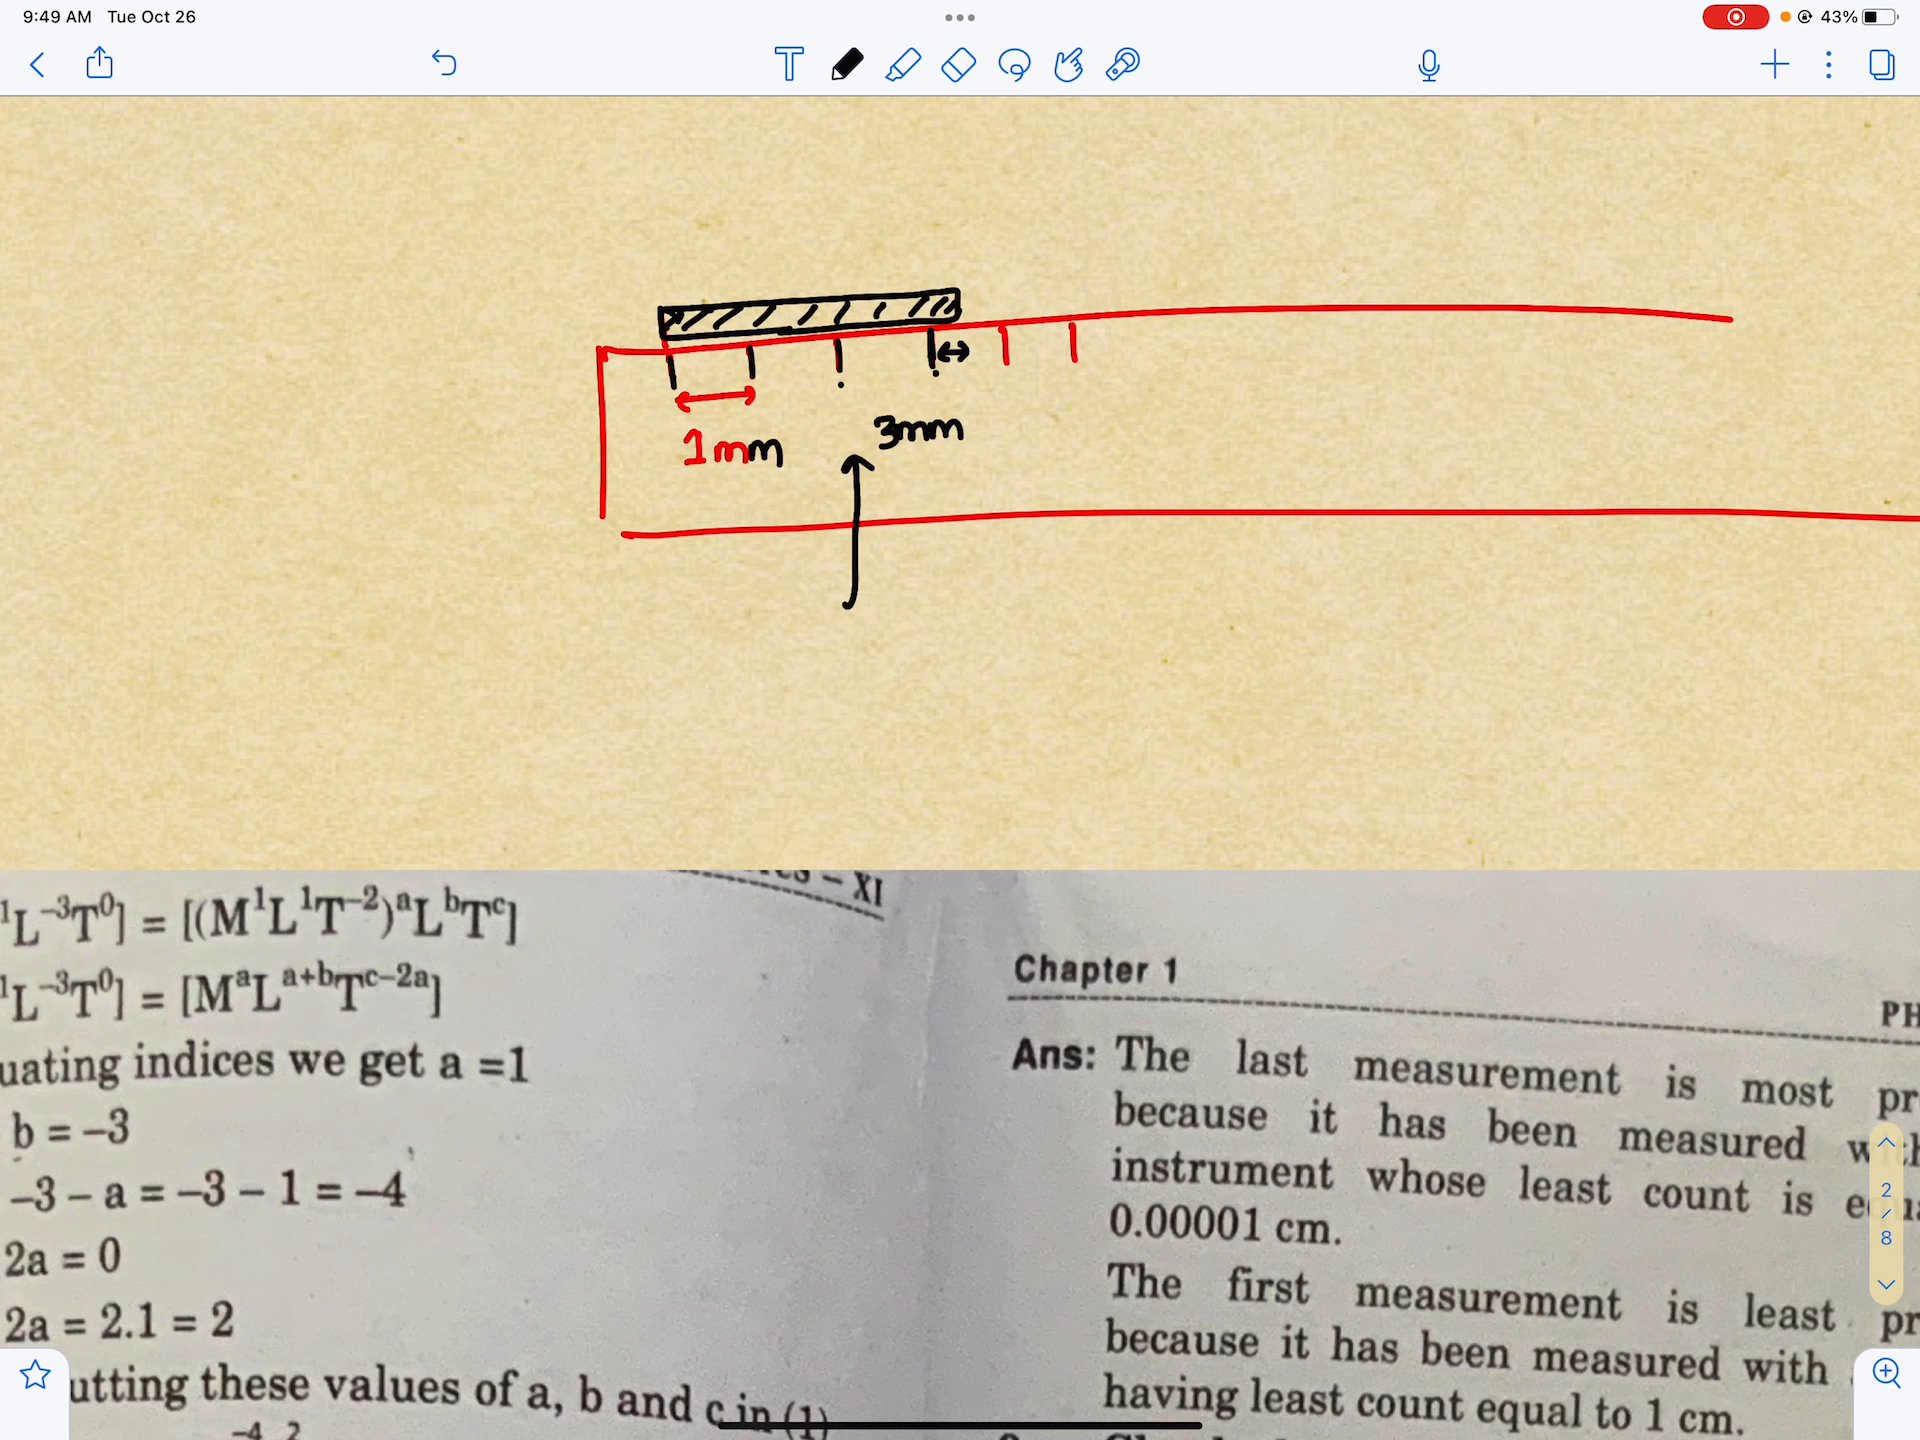 9:49 AM Tue Oct 26
43%
1mm
3mm
– XI
L⁻³T⁰] = [(M¹L¹T⁻²)ᵃLᵇTᶜ]
L⁻³T⁰] = [MᵃLᵃ⁺ᵇTᶜ⁻²ᵃ]
uating indices we get a =1
b = –3
–3 – a = –3 – 1 = –4
2a = 0
2a = 2.1 = 2
utting these values of a, b and c in (1)
–4 2
Chapter 1
PH
Ans: The last measurement is most pr
because it has been measured
instrument whose least count is
0.00001 cm.
The first measurement is least pr
because it has been measured with
having least count equal to 1 cm.
2
/
8